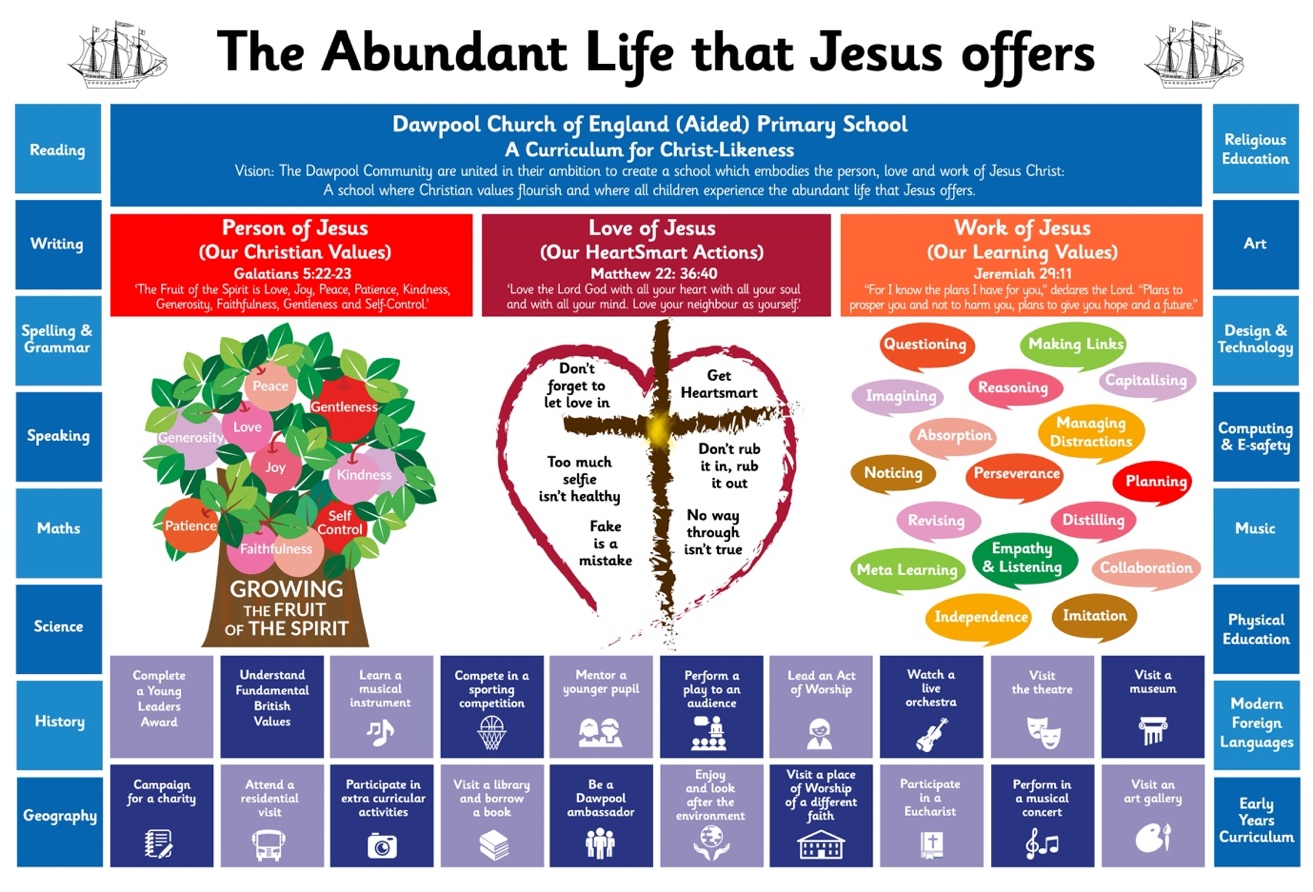 The Abundant Life that Jesus offers
Dawpool Church of England (Aided) Primary School
A Curriculum for Christ-Likeness
Vision: The Dawpool Community are united in their ambition to create a school which embodies the person, love and work of Jesus Christ:
A school where Christian values flourish and where all children experience the abundant life that Jesus offers.
Reading
Writing
Spelling &
Grammar
Speaking
Maths
Science
History
Geography
Person of Jesus
(Our Christian Values)
Galatians 5:22-23
'The Fruit of the Spirit is Love, Joy, Peace, Patience, Kindness,
Generosity, Faithfulness, Gentleness and Self-Control.'
Peace
Gentleness
Generosity
Love
Joy
Kindness
Patience
Self
Control
Faithfulness
GROWING
THE FRUIT
OF THE SPIRIT
Love of Jesus
(Our HeartSmart Actions)
Matthew 22: 36:40
'Love the Lord God with all your heart with all your soul
and with all your mind. Love your neighbour as yourself.'
Don't
forget to
let love in
Get
Heartsmart
Too much
selfie
isn't healthy
Don't rub
it in, rub
it out
Fake
is a
mistake
No way
through
isn't true
Work of Jesus
(Our Learning Values)
Jeremiah 29:11
"For I know the plans I have for you," declares the Lord. "Plans to
prosper you and not to harm you, plans to give you hope and a future."
Questioning
Making Links
Imagining
Reasoning
Capitalising
Absorption
Managing
Distractions
Noticing
Perseverance
Planning
Revising
Distilling
Meta Learning
Empathy
& Listening
Collaboration
Independence
Imitation
Religious
Education
Art
Design &
Technology
Computing
& E-safety
Music
Physical
Education
Modern
Foreign
Languages
Early
Years
Curriculum
Complete
a Young
Leaders
Award
Understand
Fundamental
British
Values
Learn a
musical
instrument
Compete in a
sporting
competition
Mentor a
younger pupil
Perform a
play to an
audience
Lead an Act
of Worship
Watch a
live
orchestra
Visit
the theatre
Visit a
museum
Campaign
for a charity
Attend a
residential
visit
Participate in
extra curricular
activities
Visit a library
and borrow
a book
Be a
Dawpool
ambassador
Enjoy
and look
after the
environment
Visit a place
of Worship
of a different
faith
Participate
in a
Eucharist
Perform in
a musical
concert
Visit an
art gallery